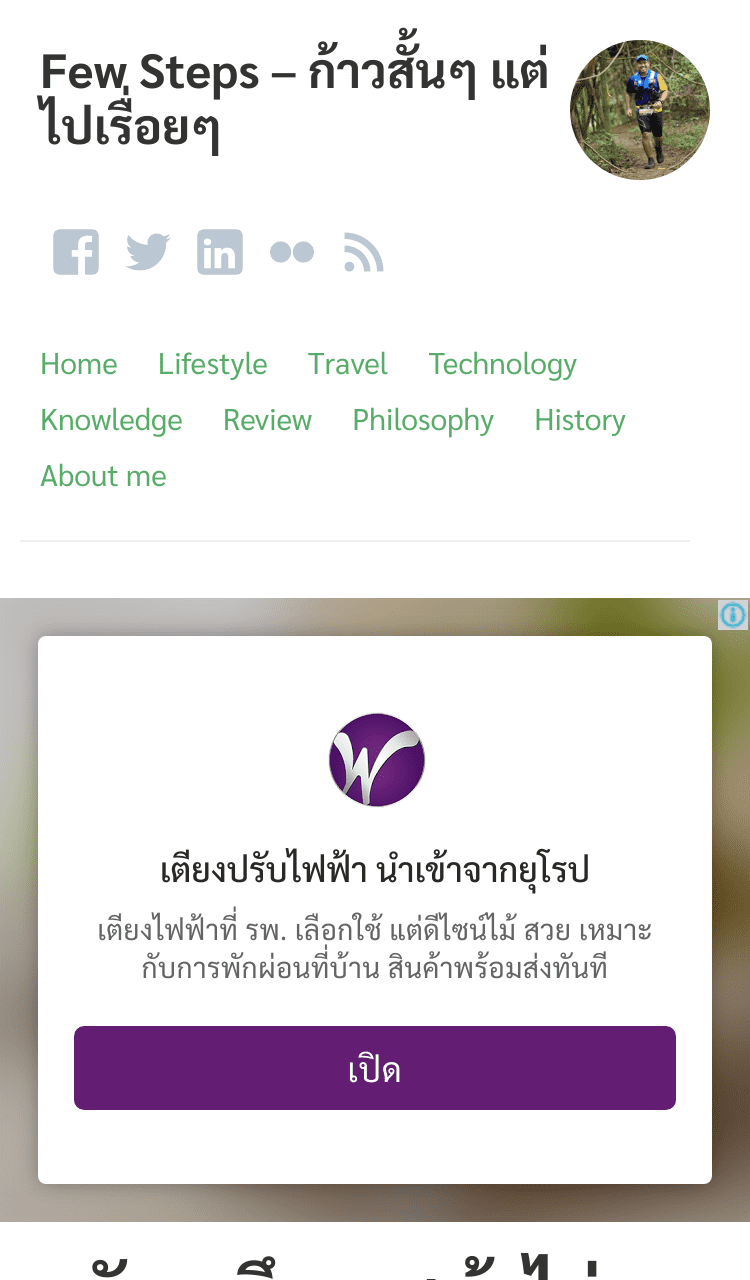 Few Steps – ก้าวสั้นๆ แต่
ไปเรื่อยๆ
Home Lifestyle Travel Technology
Knowledge Review Philosophy History
About me
W
เตียงปรับไฟฟ้า นำเข้าจากยุโรป
เตียงไฟฟ้าที่ รพ. เลือกใช้ แต่ดีไซน์ไม้ สวย เหมาะ
กับการพักผ่อนที่บ้าน สินค้าพร้อมส่งทันที
เปิด